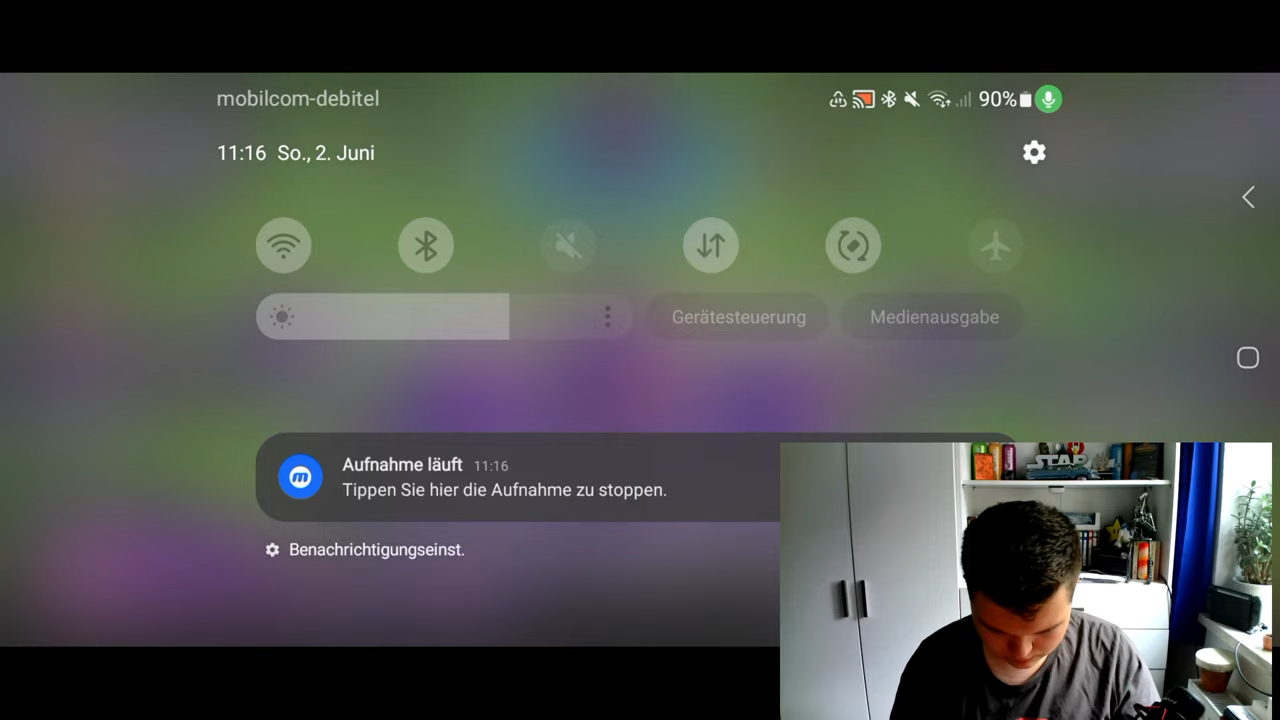 mobilcom-debitel
90%
11:16 So., 2. Juni
Gerätesteuerung
Medienausgabe
Aufnahme läuft 11:16
Tippen Sie hier die Aufnahme zu stoppen.
Benachrichtigungseinst.
STAR